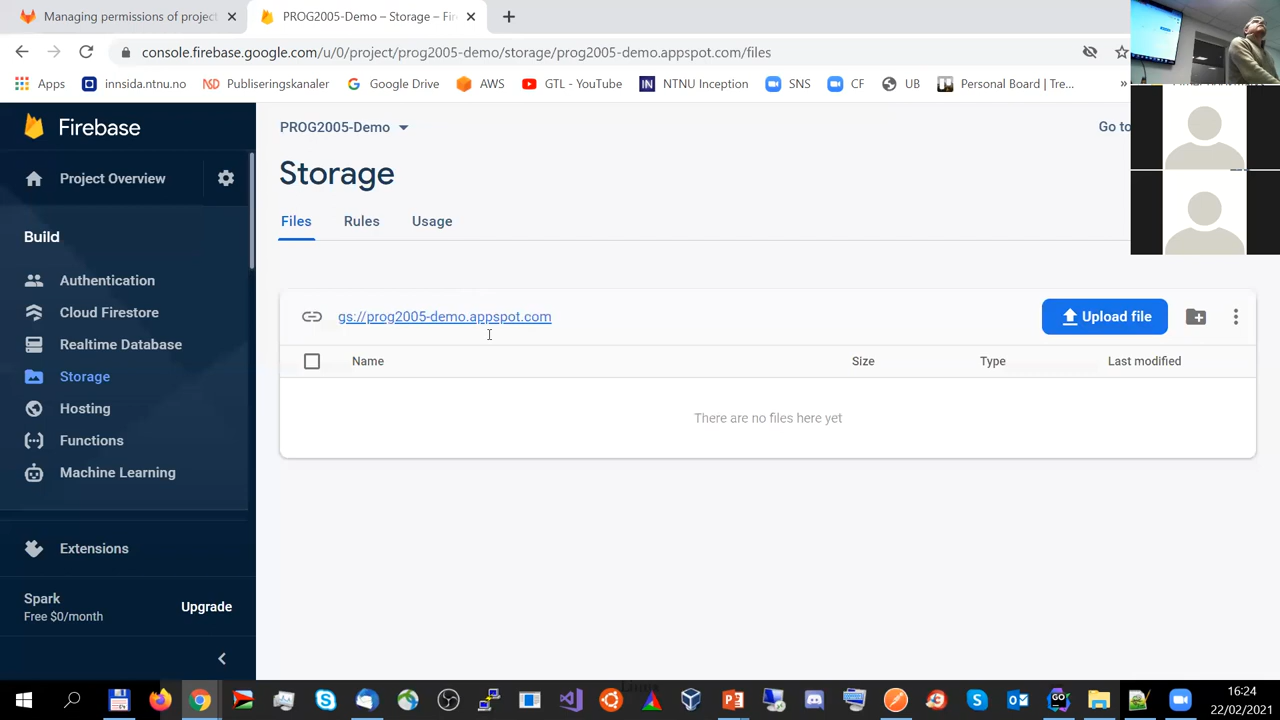 Managing permissions of project
PROG2005-Demo – Storage – Fire
console.firebase.google.com/u/0/project/prog2005-demo/storage/prog2005-demo.appspot.com/files
Apps
innsida.ntnu.no
Publiseringskanaler
Google Drive
AWS
GTL - YouTube
NTNU Inception
SNS
CF
UB
Personal Board | Tre...
»
Firebase
PROG2005-Demo
Go to
Project Overview
Storage
Files
Rules
Usage
Build
Authentication
Cloud Firestore
Realtime Database
Storage
Hosting
Functions
Machine Learning
Extensions
Spark
Free $0/month
Upgrade
gs://prog2005-demo.appspot.com
Upload file
Name
Size
Type
Last modified
There are no files here yet
16:24
22/02/2021